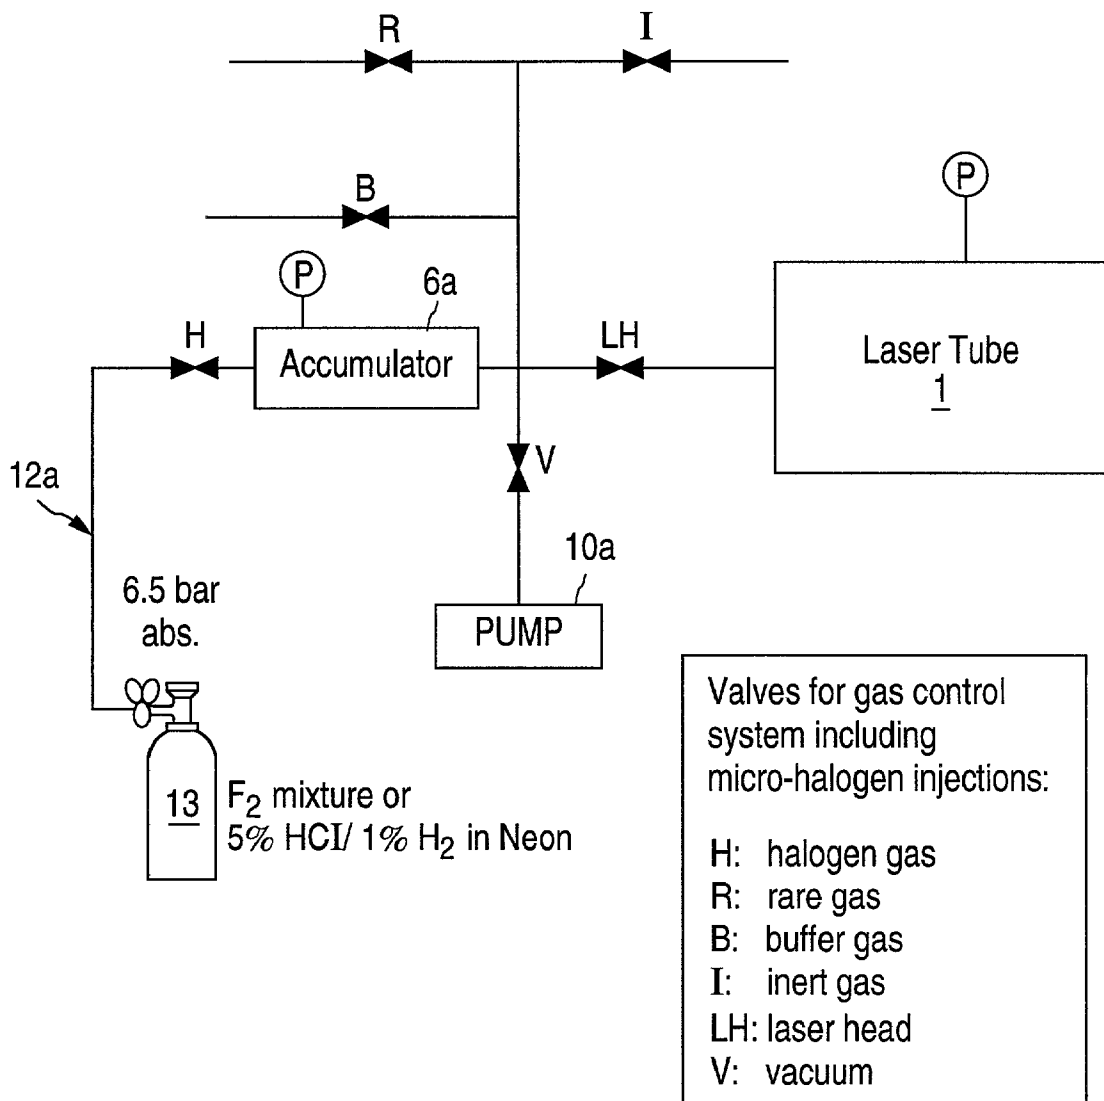 R
I
B
P
P
6a
H
Accumulator
LH
Laser Tube
1
12a
V
10a
6.5 bar
abs.
PUMP
13
F2 mixture or
5% HCI/ 1% H2 in Neon
Valves for gas control
system including
micro-halogen injections:
H: halogen gas
R: rare gas
B: buffer gas
I: inert gas
LH: laser head
V: vacuum